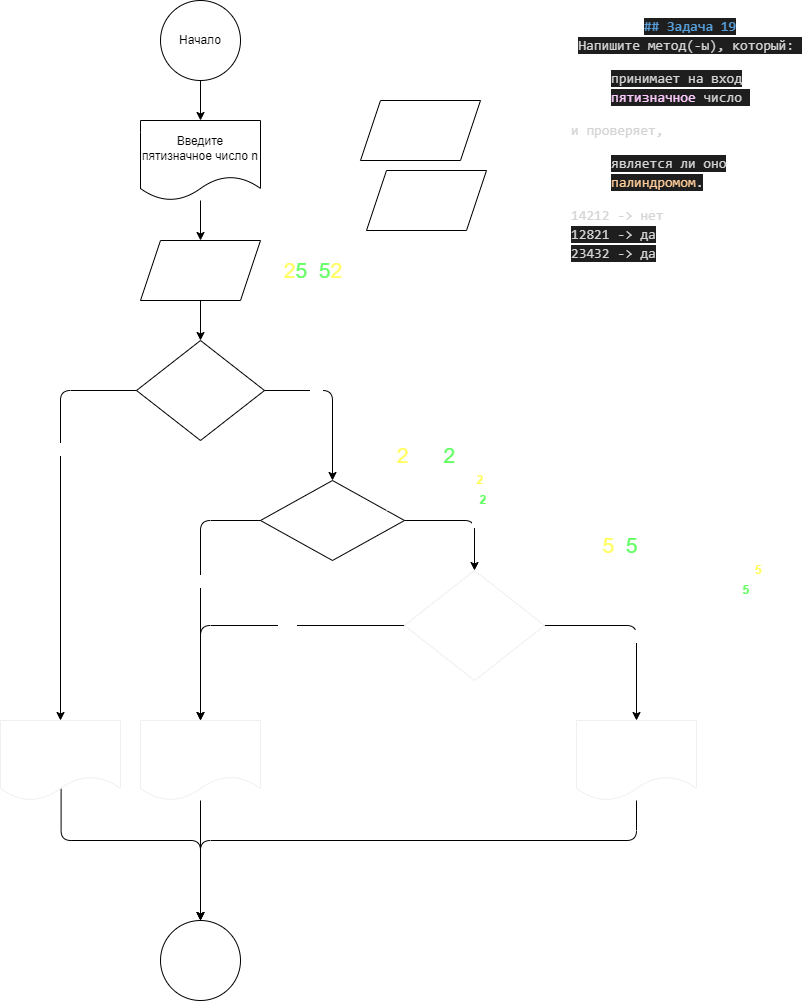 Начало
Введите
пятизначное число n
## Задача 19
Напишите метод(-ы), который:
принимает на вход
пятизначное число
и проверяет,
является ли оно
палиндромом.
14212 -> нет
12821 -> да
23432 -> да
25 52
2 2
2
2
5 5
5
5